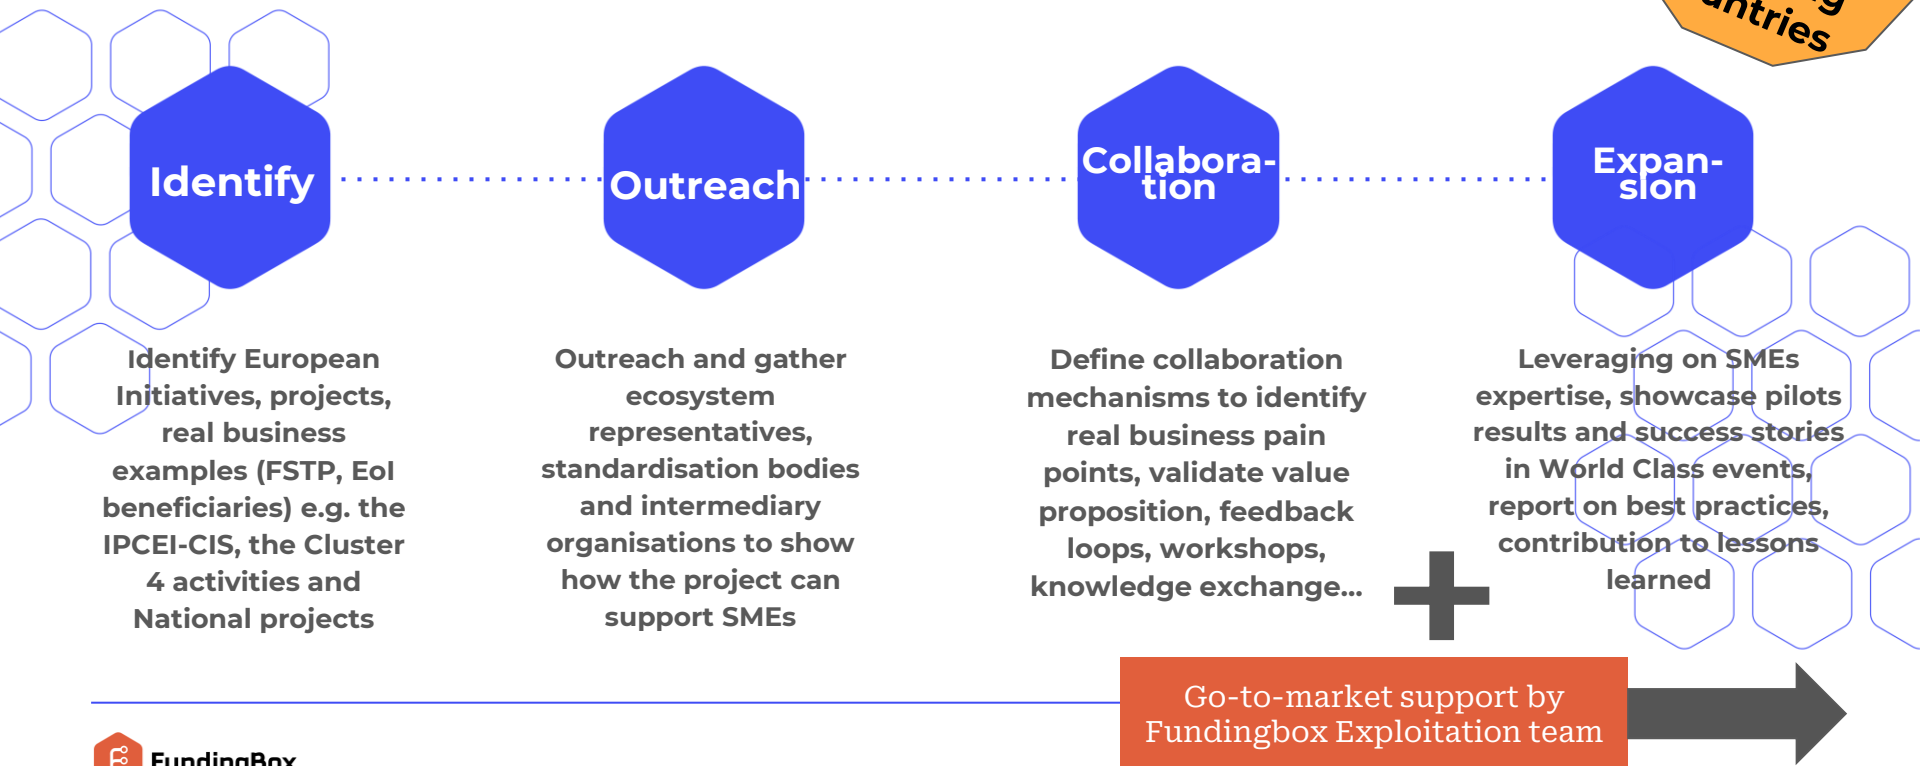 Identify
Outreach
Collabora-
tion
Expan-
sion
Identify European
Initiatives, projects,
real business
examples (FSTP, EoI
beneficiaries) e.g. the
IPCEI-CIS, the Cluster
4 activities and
National projects
Outreach and gather
ecosystem
representatives,
standardisation bodies
and intermediary
organisations to show
how the project can
support SMEs
Define collaboration
mechanisms to identify
real business pain
points, validate value
proposition, feedback
loops, workshops,
knowledge exchange...
Leveraging on SMEs
expertise, showcase pilots
results and success stories
in World Class events,
report on best practices,
contribution to lessons
learned
Go-to-market support by
Fundingbox Exploitation team
FundingBox